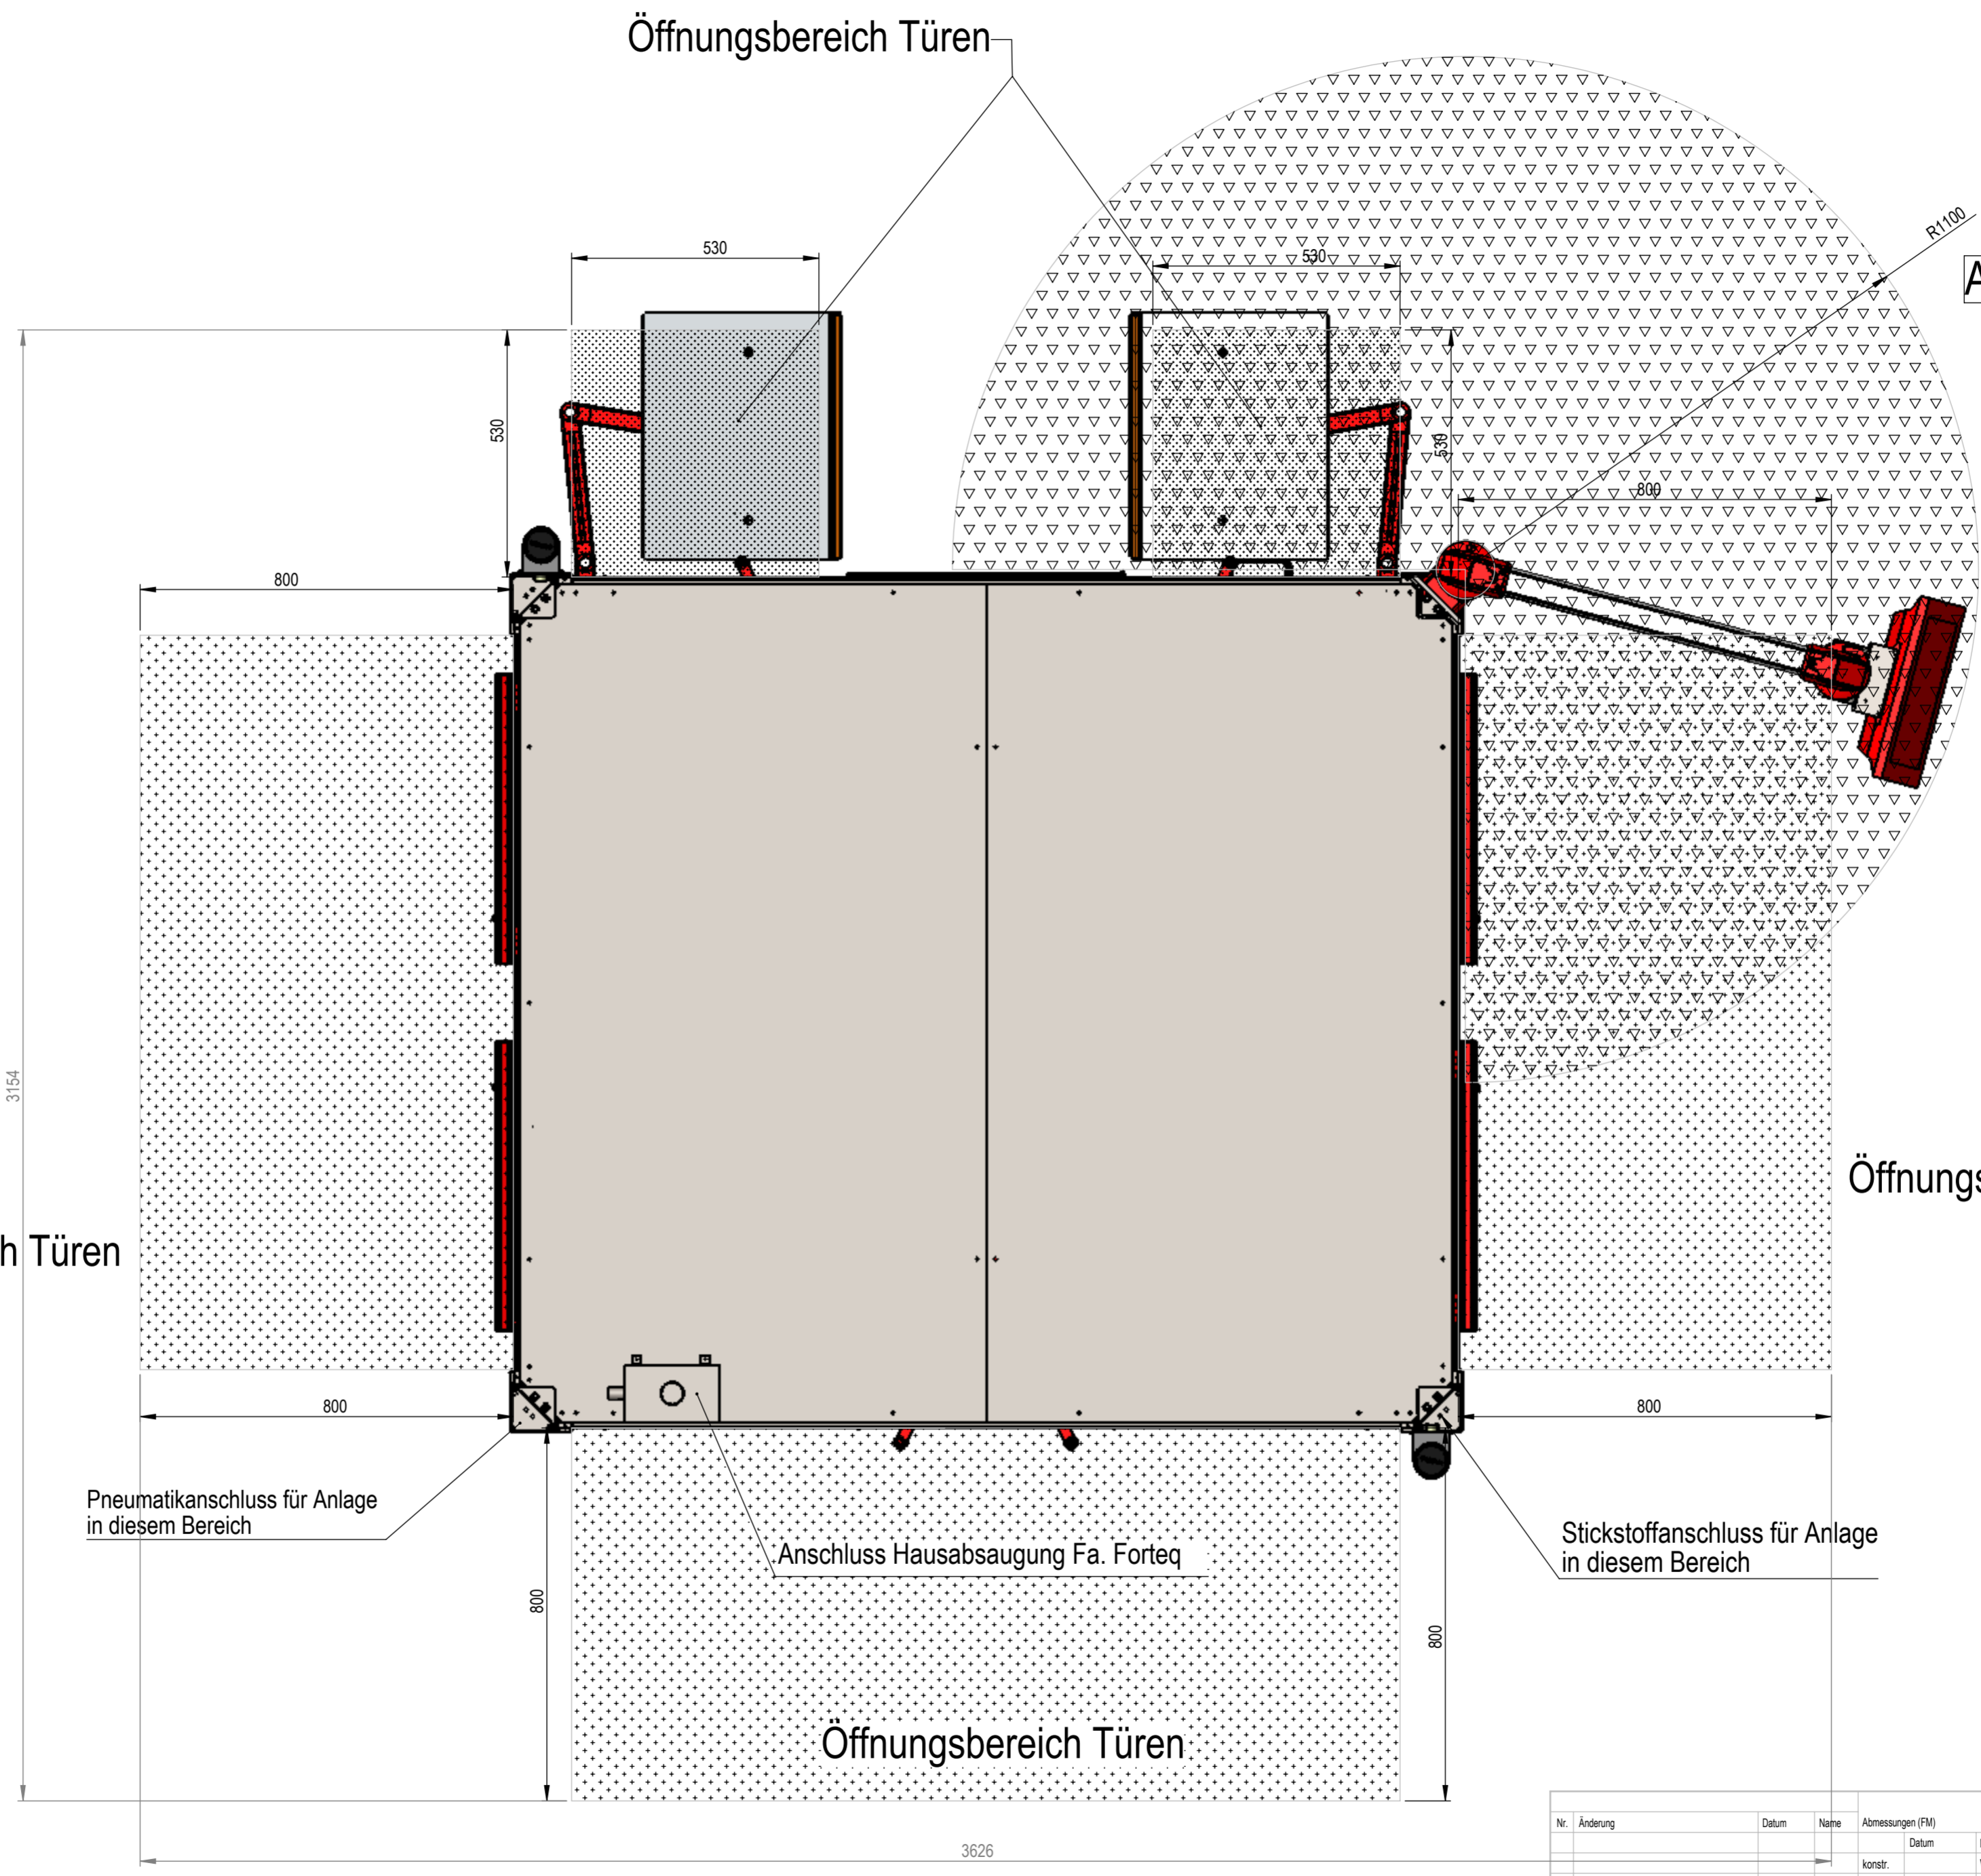 Öffnungsbereich Türen
R1100
A
530
530
530
530
800
800
3154
Öffnungs
h Türen
800
800
Pneumatikanschluss für Anlage
in diesem Bereich
Anschluss Hausabsaugung Fa. Forteq
Stickstoffanschluss für Anlage
in diesem Bereich
800
800
Öffnungsbereich Türen
Nr. Änderung Datum Name Abmessungen (FM)
Datum
konstr.
3626